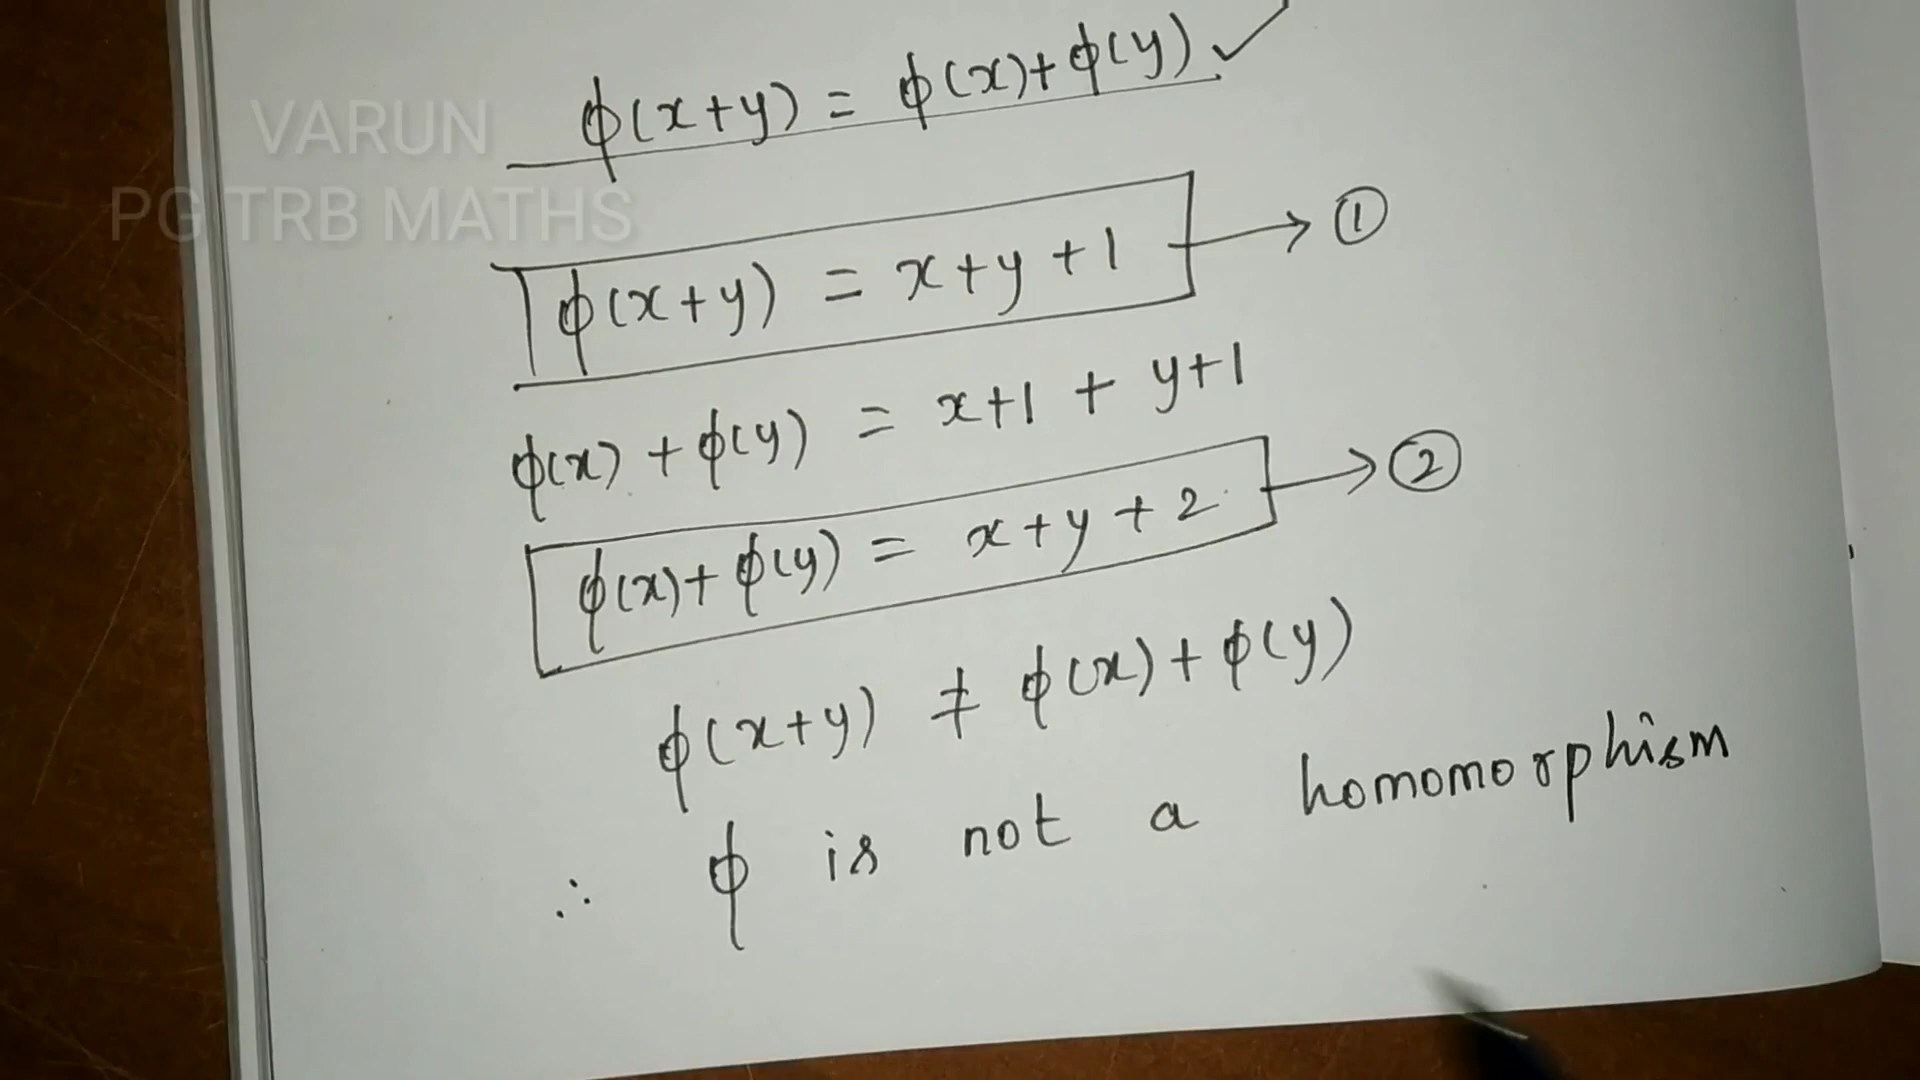 VARUN
PG TRB MATHS
ϕ(x+y) = ϕ(x)+ϕ(y) ✓
ϕ(x+y) = x+y+1 → ①
ϕ(x) + ϕ(y) = x+1 + y+1
ϕ(x)+ϕ(y) = x+y+2 → ②
ϕ(x+y) ≠ ϕ(x)+ϕ(y)
∴ ϕ is not a homomorphism